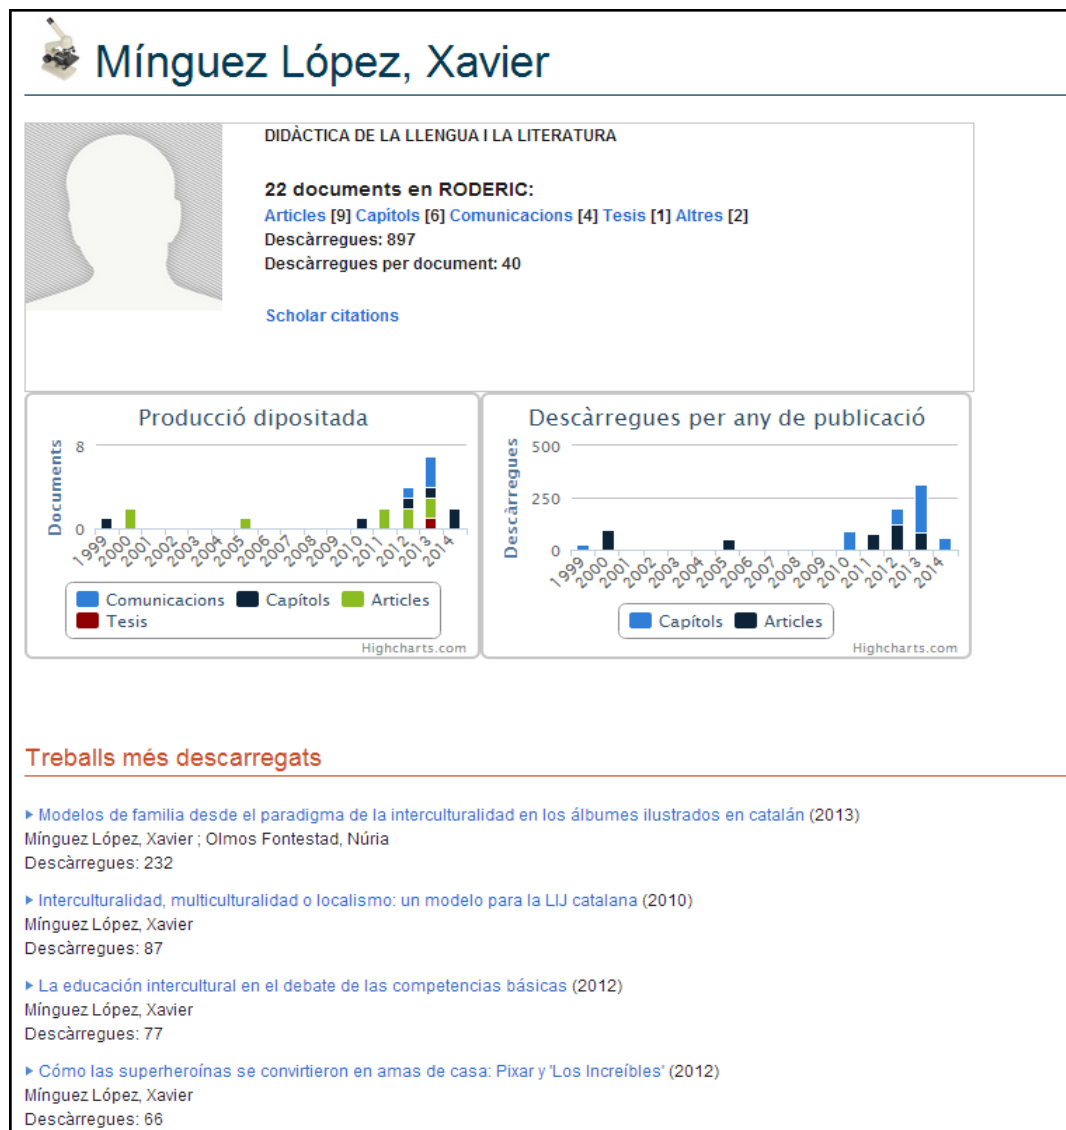 Mínguez López, Xavier
DIDÀCTICA DE LA LLENGUA I LA LITERATURA
22 documents en RODERIC:
Articles [9] Capítols [6] Comunicacions [4] Tesis [1] Altres [2]
Descàrregues: 897
Descàrregues per document: 40
Scholar citations
Producció dipositada
Documents
8
0
1999 2000 2001 2002 2003 2004 2005 2006 2007 2008 2009 2010 2011 2012 2013 2014
Comunicacions Capítols Articles
Tesis
Highcharts.com
Descàrregues per any de publicació
Descàrregues
500
250
0
1999 2000 2001 2002 2003 2004 2005 2006 2007 2008 2009 2010 2011 2012 2013 2014
Capítols Articles
Highcharts.com
Treballs més descarregats
Modelos de familia desde el paradigma de la interculturalidad en los álbumes ilustrados en catalán (2013)
Mínguez López, Xavier ; Olmos Fontestad, Núria
Descàrregues: 232
Interculturalidad, multiculturalidad o localismo: un modelo para la LIJ catalana (2010)
Mínguez López, Xavier
Descàrregues: 87
La educación intercultural en el debate de las competencias básicas (2012)
Mínguez López, Xavier
Descàrregues: 77
Cómo las superheroínas se convirtieron en amas de casa: Pixar y 'Los Increíbles' (2012)
Mínguez López, Xavier
Descàrregues: 66